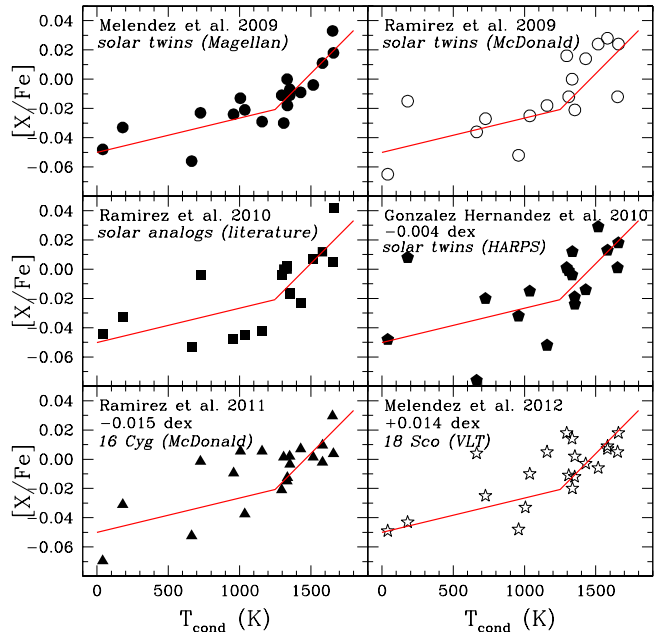 Melendez et al. 2009
solar twins (Magellan)
Ramirez et al. 2009
solar twins (McDonald)
0.04
0.02
0.00
−0.02
−0.04
−0.06
[X/Fe]
Ramirez et al. 2010
solar analogs (literature)
Gonzalez Hernandez et al. 2010
−0.004 dex
solar twins (HARPS)
0.04
0.02
0.00
−0.02
−0.04
−0.06
[X/Fe]
Ramirez et al. 2011
−0.015 dex
16 Cyg (McDonald)
Melendez et al. 2012
+0.014 dex
18 Sco (VLT)
0.04
0.02
0.00
−0.02
−0.04
−0.06
[X/Fe]
0 500 1000 1500 0 500 1000 1500
Tcond (K) Tcond (K)